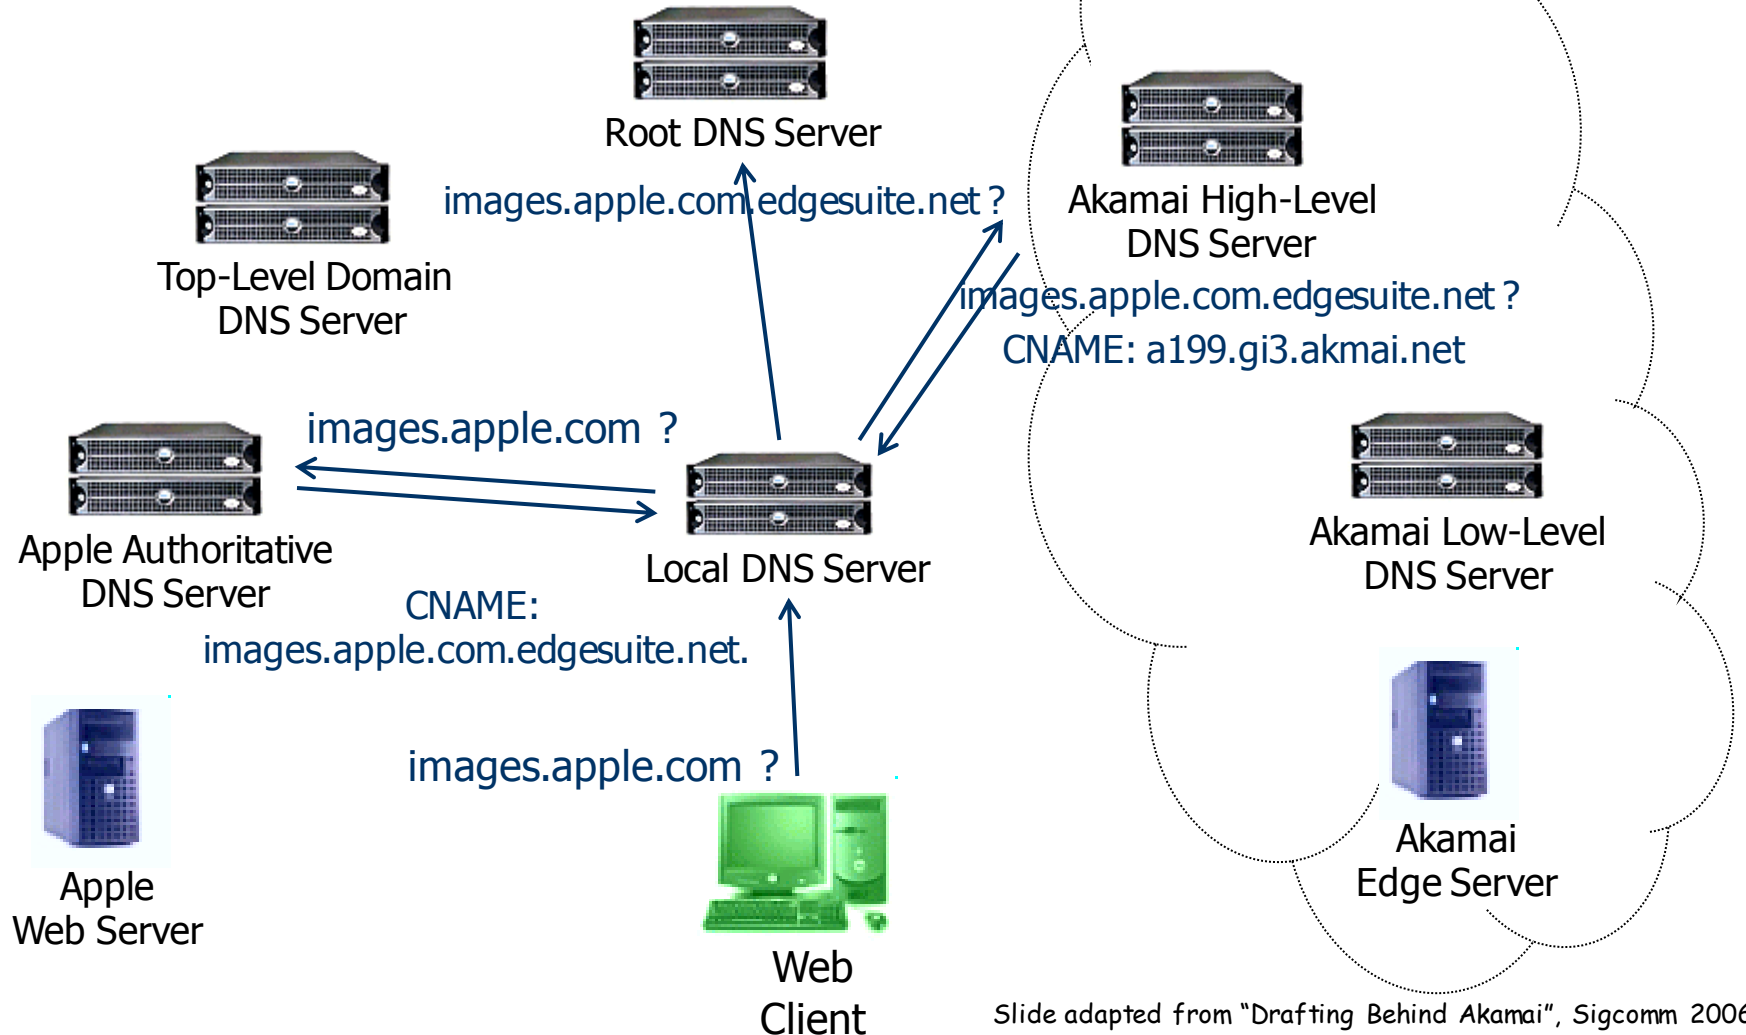 Root DNS Server
images.apple.com.edgesuite.net ?
Akamai High-Level
DNS Server
Top-Level Domain
DNS Server
images.apple.com.edgesuite.net ?
CNAME: a199.gi3.akmai.net
images.apple.com ?
Apple Authoritative
DNS Server
Local DNS Server
Akamai Low-Level
DNS Server
CNAME:
images.apple.com.edgesuite.net.
images.apple.com ?
Apple
Web Server
Akamai
Edge Server
Web
Client
Slide adapted from “Drafting Behind Akamai”, Sigcomm 2006